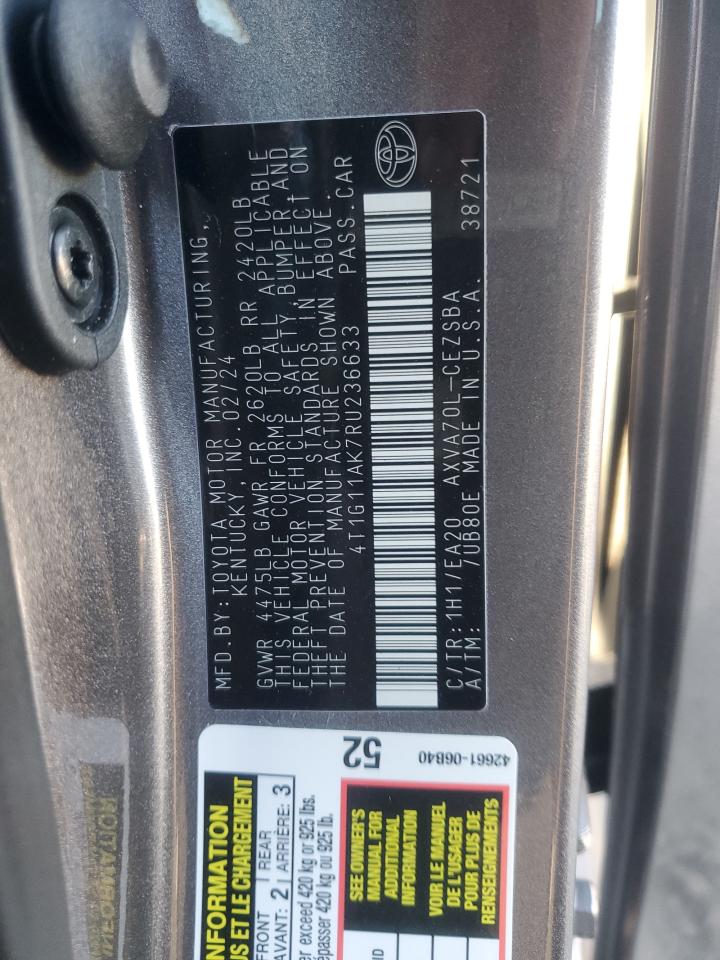 MFD.BY:TOYOTA MOTOR MANUFACTURING,
KENTUCKY,INC.02/24
GVWR 4475LB GAWR FR 2620LB RR 2420LB
THIS VEHICLE CONFORMS TO ALL APPLICABLE
FEDERAL MOTOR VEHICLE SAFETY,BUMPER AND
THEFT PREVENTION STANDARDS IN EFFECT ON
THE DATE OF MANUFACTURE SHOWN ABOVE.
4T1G11AK7RU236633 PASS.CAR
C/TR:1H1/EA20 AXVA70L-CEZSBA 38721
A/TM: 7UB80E MADE IN U.S.A.
52
42661-06B40
NFORMATION
US ET LE CHARGEMENT
FRONT 2 REAR 3
AVANT: ARRIÈRE:
er exceed 420 kg or 925 lbs.
épasser 420 kg ou 925 lb.
SEE OWNER'S
MANUAL FOR
ADDITIONAL
INFORMATION
VOIR LE MANUEL
DE L'USAGER
POUR PLUS DE
RENSEIGNEMENTS